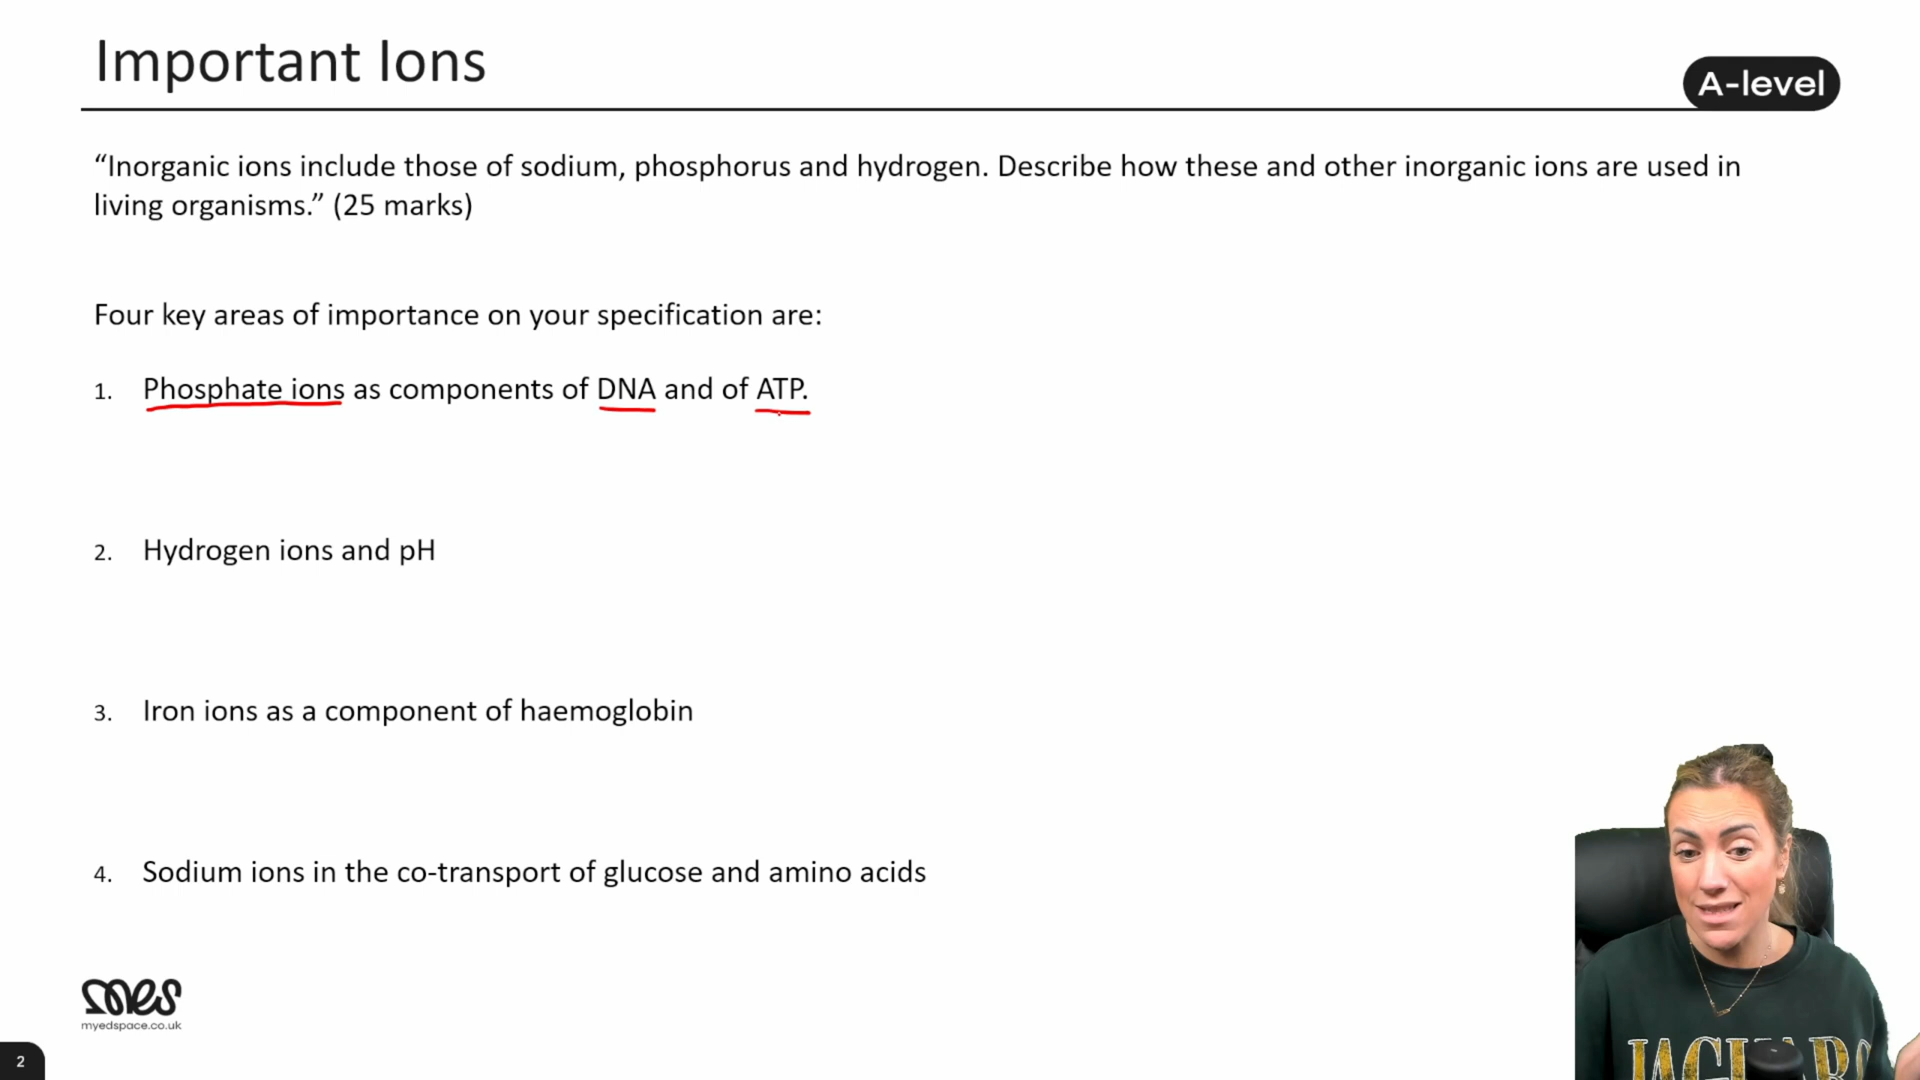 Important Ions
A-level
“Inorganic ions include those of sodium, phosphorus and hydrogen. Describe how these and other inorganic ions are used in
living organisms.” (25 marks)
Four key areas of importance on your specification are:
1. Phosphate ions as components of DNA and of ATP.
2. Hydrogen ions and pH
3. Iron ions as a component of haemoglobin
4. Sodium ions in the co-transport of glucose and amino acids
mes
myedspace.co.uk
2